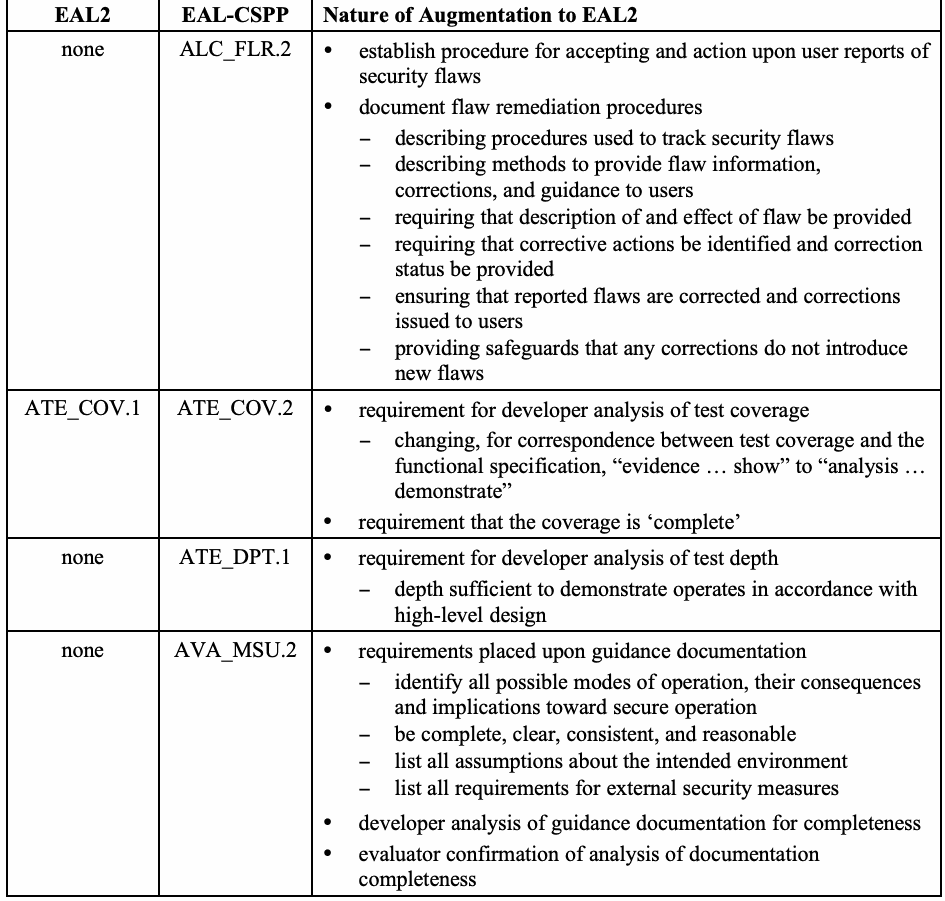 EAL2 EAL-CSPP Nature of Augmentation to EAL2
none ALC_FLR.2 • establish procedure for accepting and action upon user reports of
security flaws
• document flaw remediation procedures
– describing procedures used to track security flaws
– describing methods to provide flaw information,
corrections, and guidance to users
– requiring that description of and effect of flaw be provided
– requiring that corrective actions be identified and correction
status be provided
– ensuring that reported flaws are corrected and corrections
issued to users
– providing safeguards that any corrections do not introduce
new flaws
ATE_COV.1 ATE_COV.2 • requirement for developer analysis of test coverage
– changing, for correspondence between test coverage and the
functional specification, “evidence … show” to “analysis …
demonstrate”
• requirement that the coverage is ‘complete’
none ATE_DPT.1 • requirement for developer analysis of test depth
– depth sufficient to demonstrate operates in accordance with
high-level design
none AVA_MSU.2 • requirements placed upon guidance documentation
– identify all possible modes of operation, their consequences
and implications toward secure operation
– be complete, clear, consistent, and reasonable
– list all assumptions about the intended environment
– list all requirements for external security measures
• developer analysis of guidance documentation for completeness
• evaluator confirmation of analysis of documentation
completeness